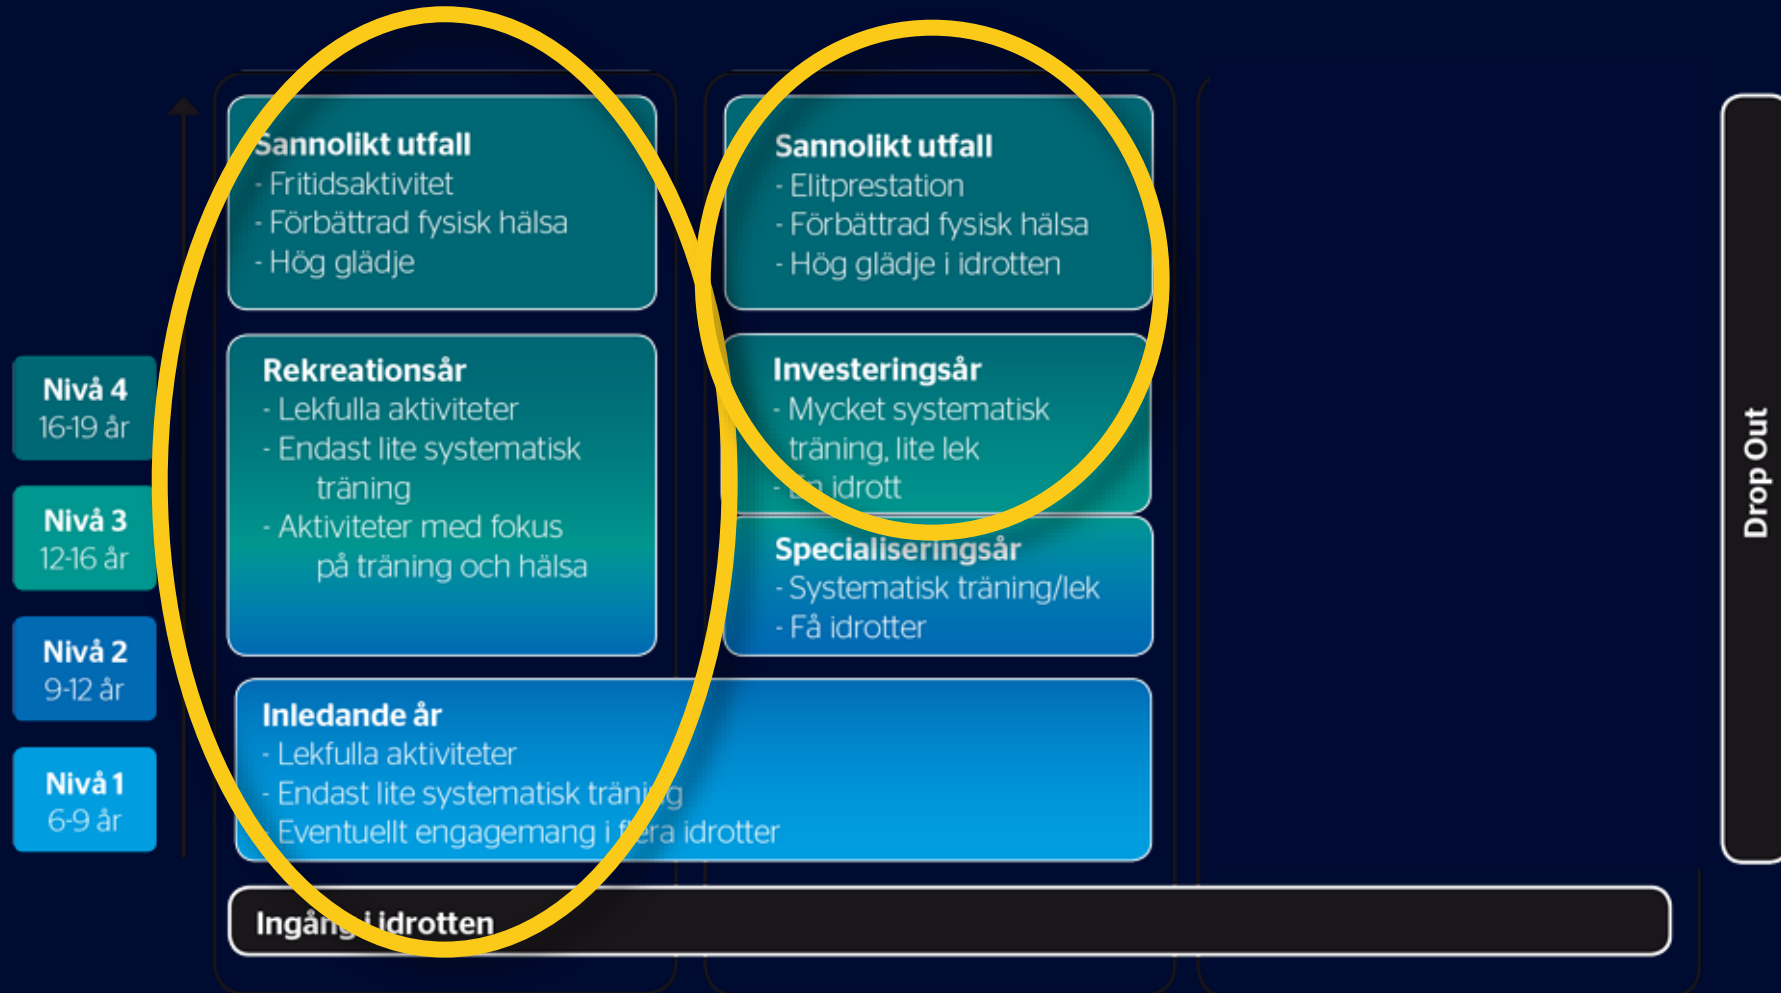 Sannolikt utfall
- Fritidsaktivitet
- Förbättrad fysisk hälsa
- Hög glädje
Sannolikt utfall
- Elitprestation
- Förbättrad fysisk hälsa
- Hög glädje i idrotten
Nivå 4
16-19 år
Nivå 3
12-16 år
Nivå 2
9-12 år
Nivå 1
6-9 år
Rekreationsår
- Lekfulla aktiviteter
- Endast lite systematisk
träning
- Aktiviteter med fokus
på träning och hälsa
Investeringsår
- Mycket systematisk
träning, lite lek
- En idrott
Specialiseringsår
- Systematisk träning/lek
- Få idrotter
Inledande år
- Lekfulla aktiviteter
- Endast lite systematisk träning
- Eventuellt engagemang i flera idrotter
Ingång i idrotten
Drop Out